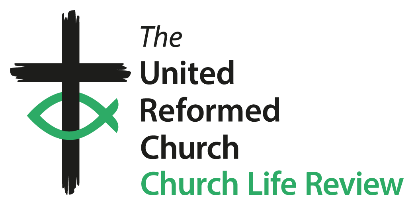 The
United
Reformed
Church
Church Life Review